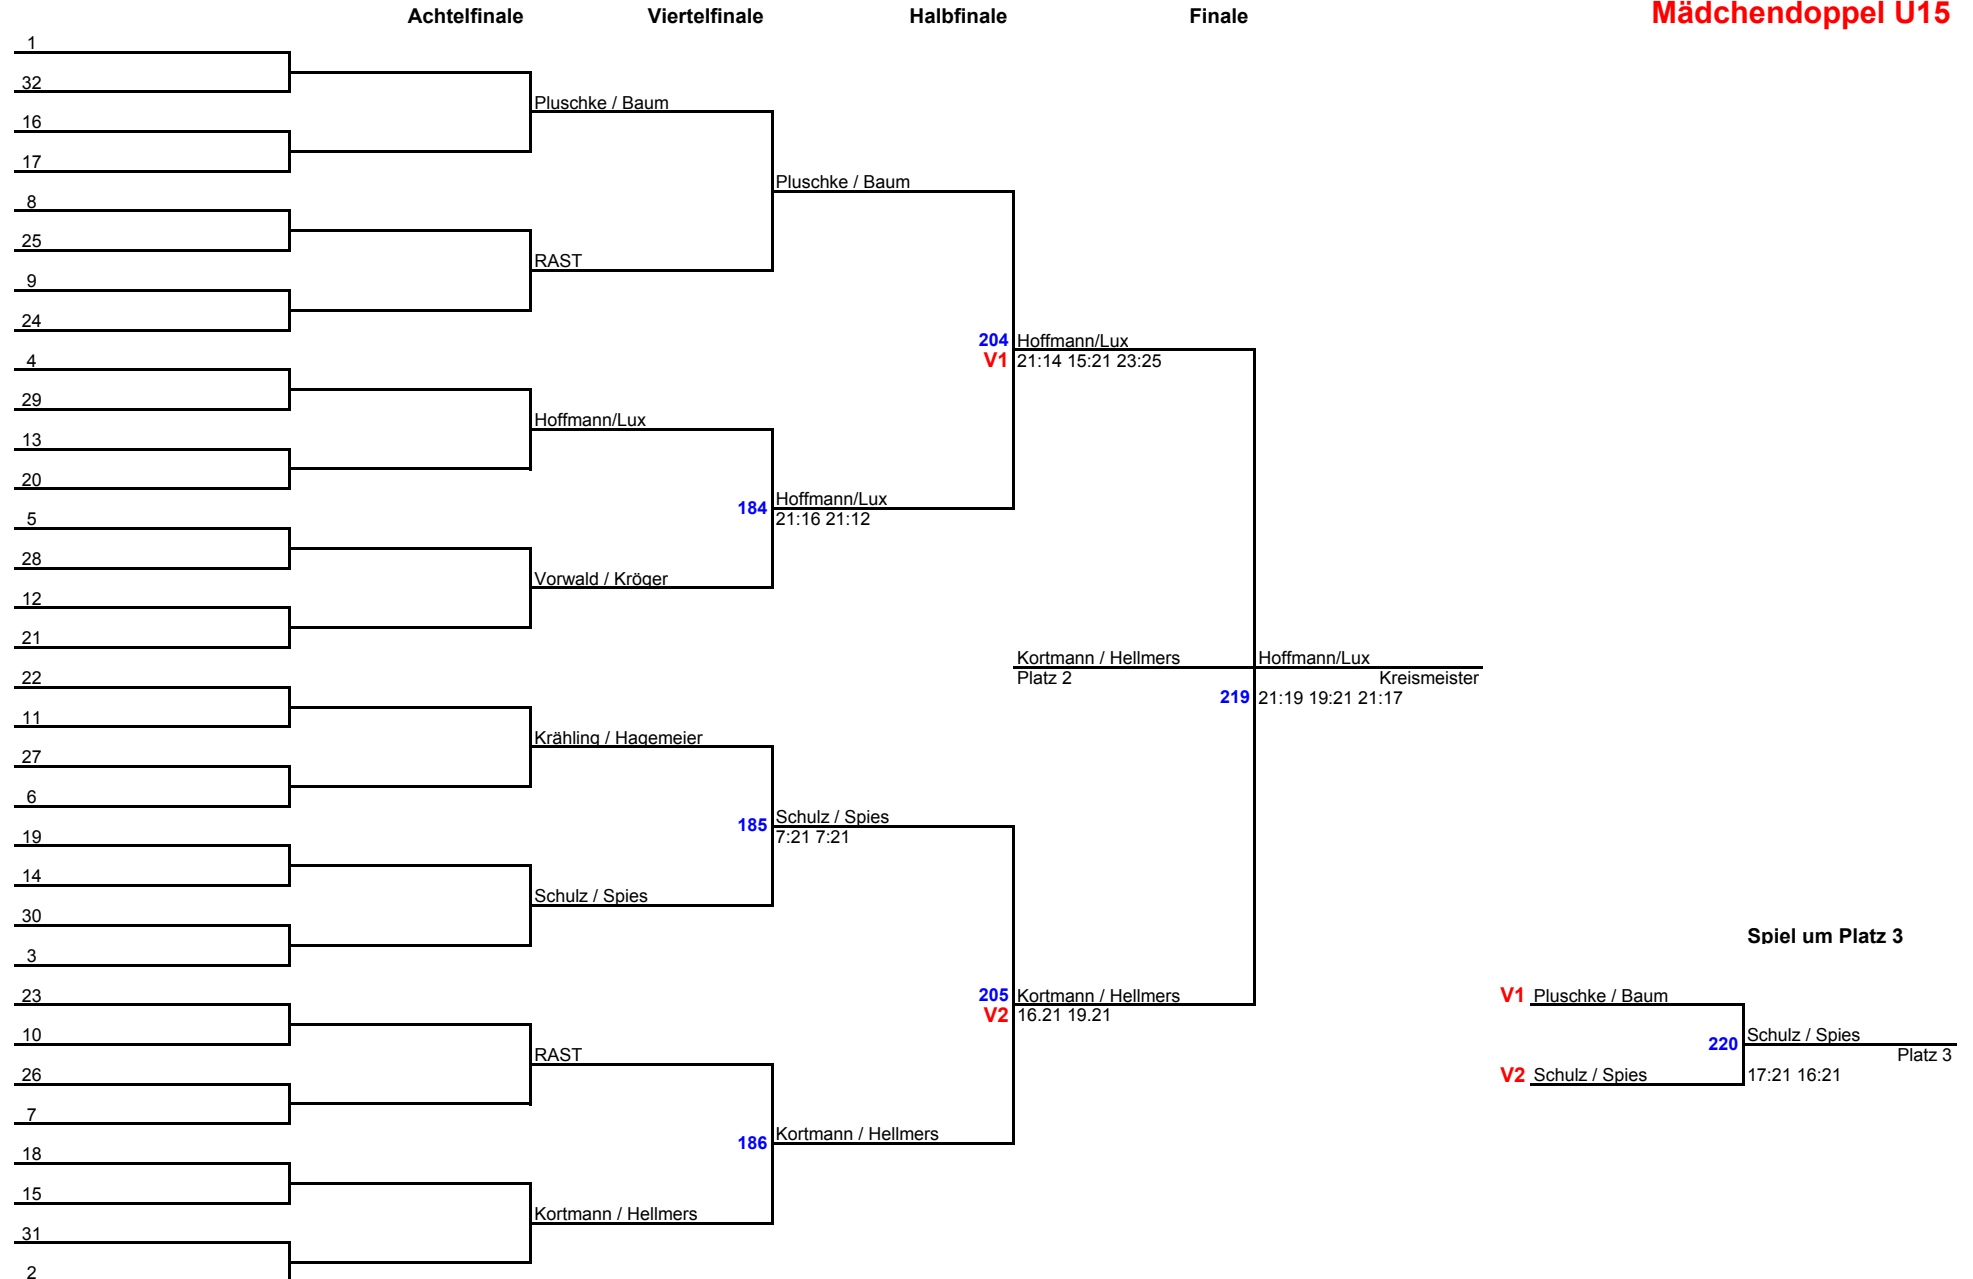 Achtelfinale Viertelfinale Halbfinale Finale Mädchendoppel U15
1
32
Pluschke / Baum
16
17
Pluschke / Baum
8
25
RAST
9
24
204 Hoffmann/Lux
V1 21:14 15:21 23:25
4
29
Hoffmann/Lux
13
20
184 Hoffmann/Lux
21:16 21:12
5
28
Vorwald / Kröger
12
21
Kortmann / Hellmers Hoffmann/Lux
Platz 2 Kreismeister
219 21:19 19:21 21:17
22
11
Krähling / Hagemeier
27
6
185 Schulz / Spies
7:21 7:21
19
14
Schulz / Spies
30
3
Spiel um Platz 3
205 Kortmann / Hellmers
V2 16.21 19.21
V1 Pluschke / Baum
220 Schulz / Spies
Platz 3
V2 Schulz / Spies 17:21 16:21
23
10
RAST
26
7
186 Kortmann / Hellmers
18
15
Kortmann / Hellmers
31
2